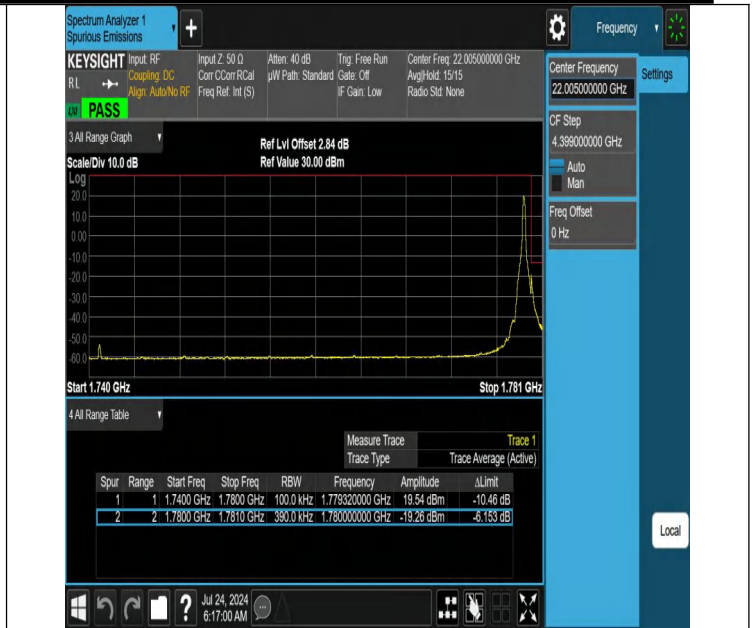 Spectrum Analyzer 1
Spurious Emissions
+
Frequency
KEYSIGHT Input: RF Input Z: 50 Ω Atten: 40 dB Trig: Free Run Center Freq: 22.005000000 GHz
RL Coupling: DC Corr CCorr RCal µW Path: Standard Gate: Off Avg|Hold: 15/15
Align: Auto/No RF Freq Ref: Int (S) IF Gain: Low Radio Std: None
PASS
Center Frequency
22.005000000 GHz
Settings
CF Step
4.399000000 GHz
Auto
Man
Freq Offset
0 Hz
3 All Range Graph
Ref Lvl Offset 2.84 dB
Scale/Div 10.0 dB Ref Value 30.00 dBm
Log
20.0
10.0
0.00
-10.0
-20.0
-30.0
-40.0
-50.0
-60.0
Start 1.740 GHz Stop 1.781 GHz
4 All Range Table
Measure Trace Trace 1
Trace Type Trace Average (Active)
Spur Range Start Freq Stop Freq RBW Frequency Amplitude ΔLimit
1 1 1.7400 GHz 1.7800 GHz 100.0 kHz 1.779320000 GHz 19.54 dBm -10.46 dB
2 2 1.7800 GHz 1.7810 GHz 390.0 kHz 1.780000000 GHz -19.26 dBm -6.153 dB
Local
? Jul 24, 2024
6:17:00 AM